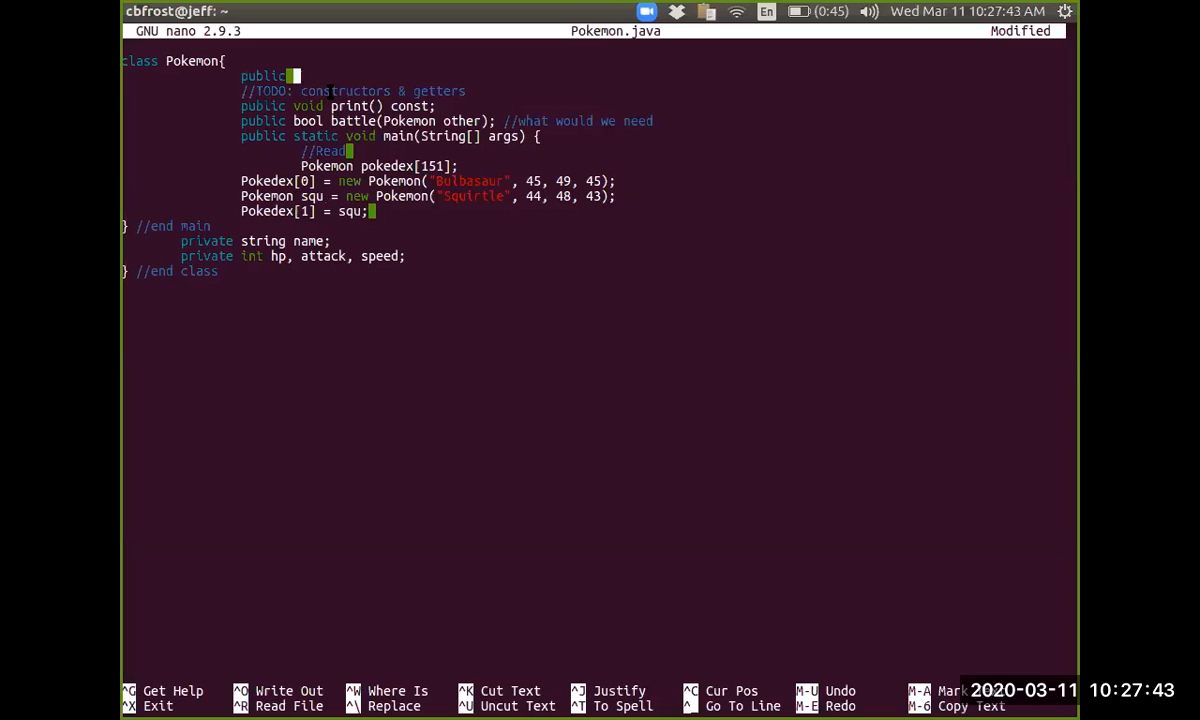 cbfrost@jeff: ~ En (0:45) Wed Mar 11 10:27:43 AM
GNU nano 2.9.3 Pokemon.java Modified
class Pokemon{
public
//TODO: constructors & getters
public void print() const;
public bool battle(Pokemon other); //what would we need
public static void main(String[] args) {
//Read
Pokemon pokedex[151];
Pokedex[0] = new Pokemon("Bulbasaur", 45, 49, 45);
Pokemon squ = new Pokemon("Squirtle", 44, 48, 43);
Pokedex[1] = squ;
} //end main
private string name;
private int hp, attack, speed;
} //end class
^G Get Help ^O Write Out ^W Where Is ^K Cut Text ^J Justify ^C Cur Pos M-U Undo M-A Mark
^X Exit ^R Read File ^\ Replace ^U Uncut Text ^T To Spell ^_ Go To Line M-E Redo M-6 Copy Text
2020-03-11 10:27:43